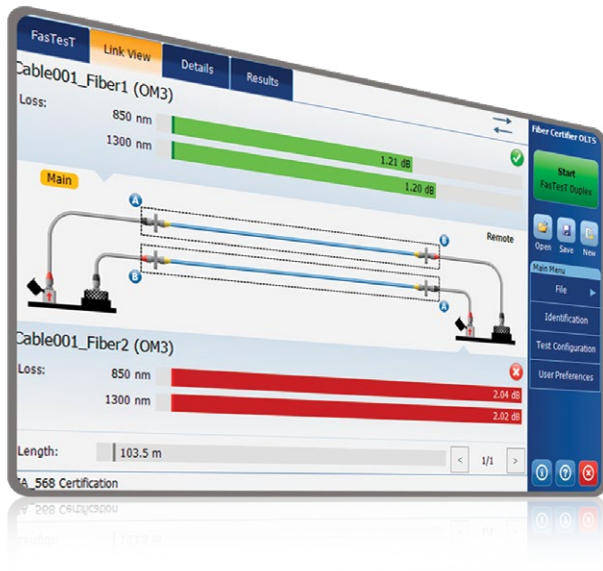 FasTesT
Link View
Details
Results
Cable001_Fiber1 (OM3)
Loss:
850 nm
1.21 dB
1300 nm
1.20 dB
Main
A
B
Remote
B
A
Cable001_Fiber2 (OM3)
Loss:
850 nm
2.04 dB
1300 nm
2.02 dB
Length:
103.5 m
< 1/1 >
_568 Certification
Fiber Certifier OLTS
Start
FasTesT Duplex
Open Save New
Main Menu
File
Identification
Test Configuration
User Preferences